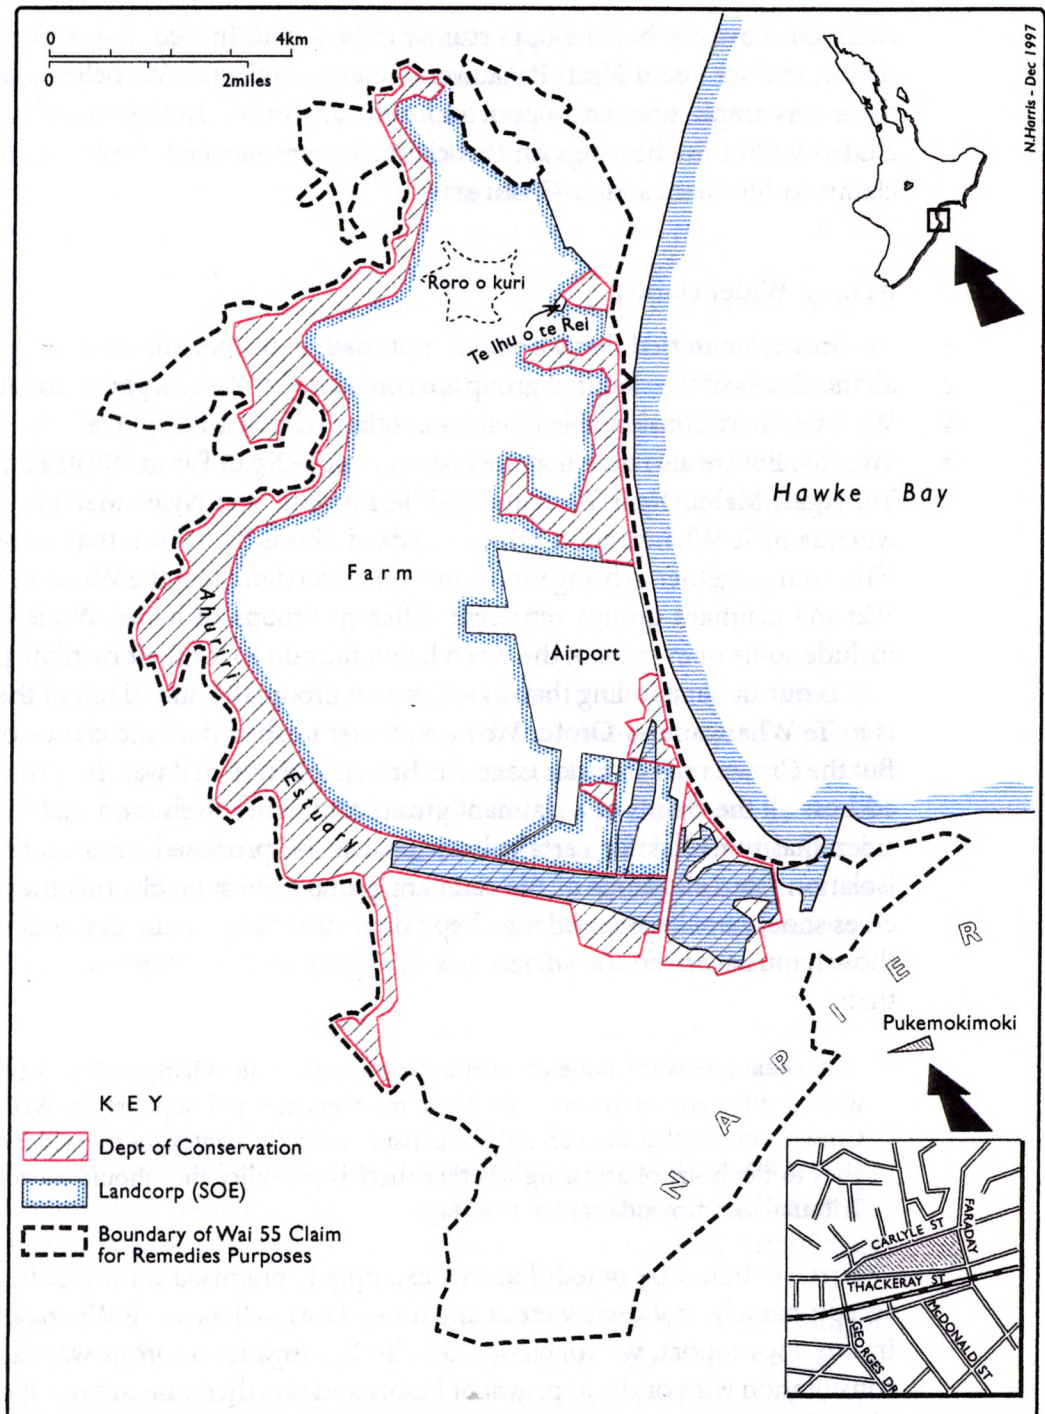 0 4km
0 2miles
N.Harris - Dec 1997
Roro o kuri
Te Ihu o te Rei
Hawke Bay
Farm
Airport
Ahuriri
Estuary
NAPIER
Pukemokimoki
KEY
Dept of Conservation
Landcorp (SOE)
Boundary of Wai 55 Claim
for Remedies Purposes
CARLYLE ST
FARADAY
THACKERAY ST
McDONALD ST
GEORGES DR